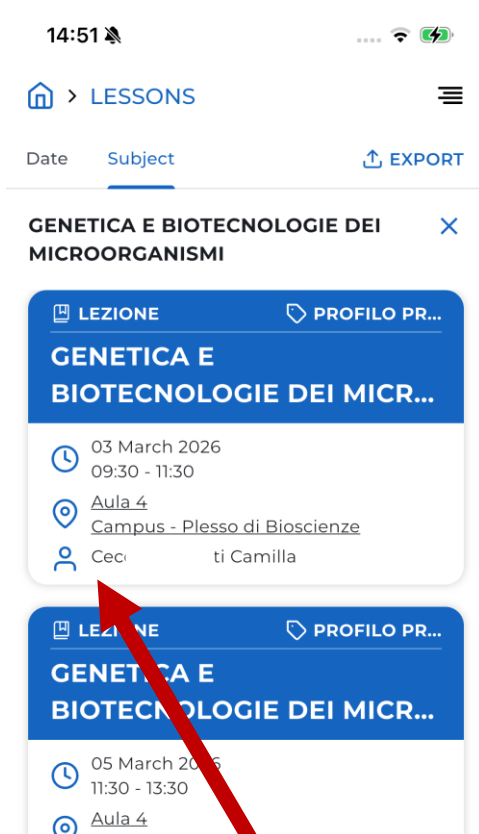 14:51
> LESSONS
Date Subject EXPORT
GENETICA E BIOTECNOLOGIE DEI
MICROORGANISMI
LEZIONE PROFILO PR...
GENETICA E
BIOTECNOLOGIE DEI MICR...
03 March 2026
09:30 - 11:30
Aula 4
Campus - Plesso di Bioscienze
ti Camilla
LEZIONE PROFILO PR...
GENETICA E
BIOTECNOLOGIE DEI MICR...
05 March 2026
11:30 - 13:30
Aula 4